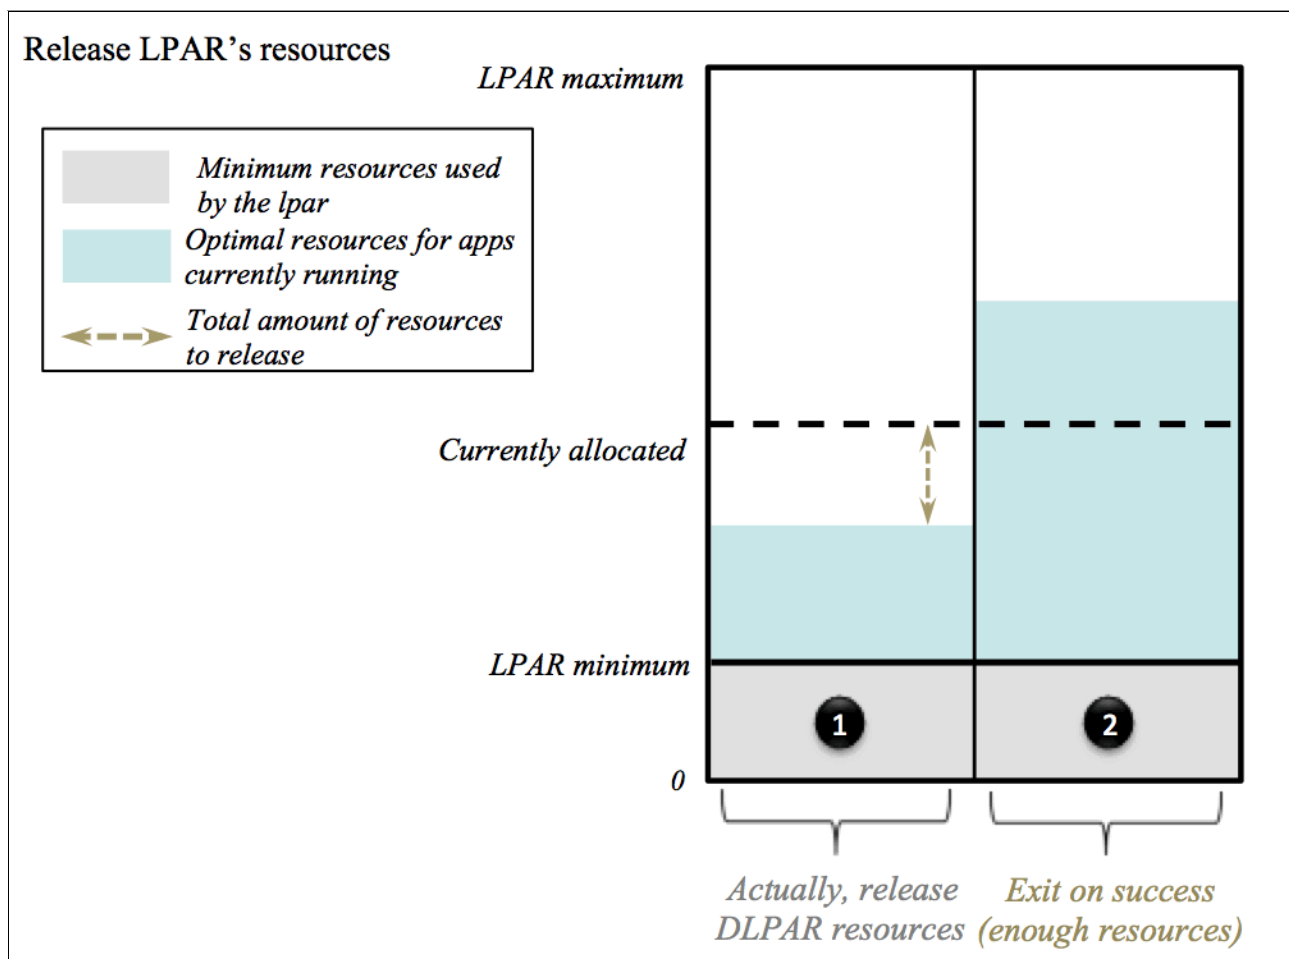 Release LPAR's resources
LPAR maximum
Minimum resources used
by the lpar
Optimal resources for apps
currently running
Total amount of resources
to release
Currently allocated
LPAR minimum
1
2
0
Actually, release
DLPAR resources
Exit on success
(enough resources)